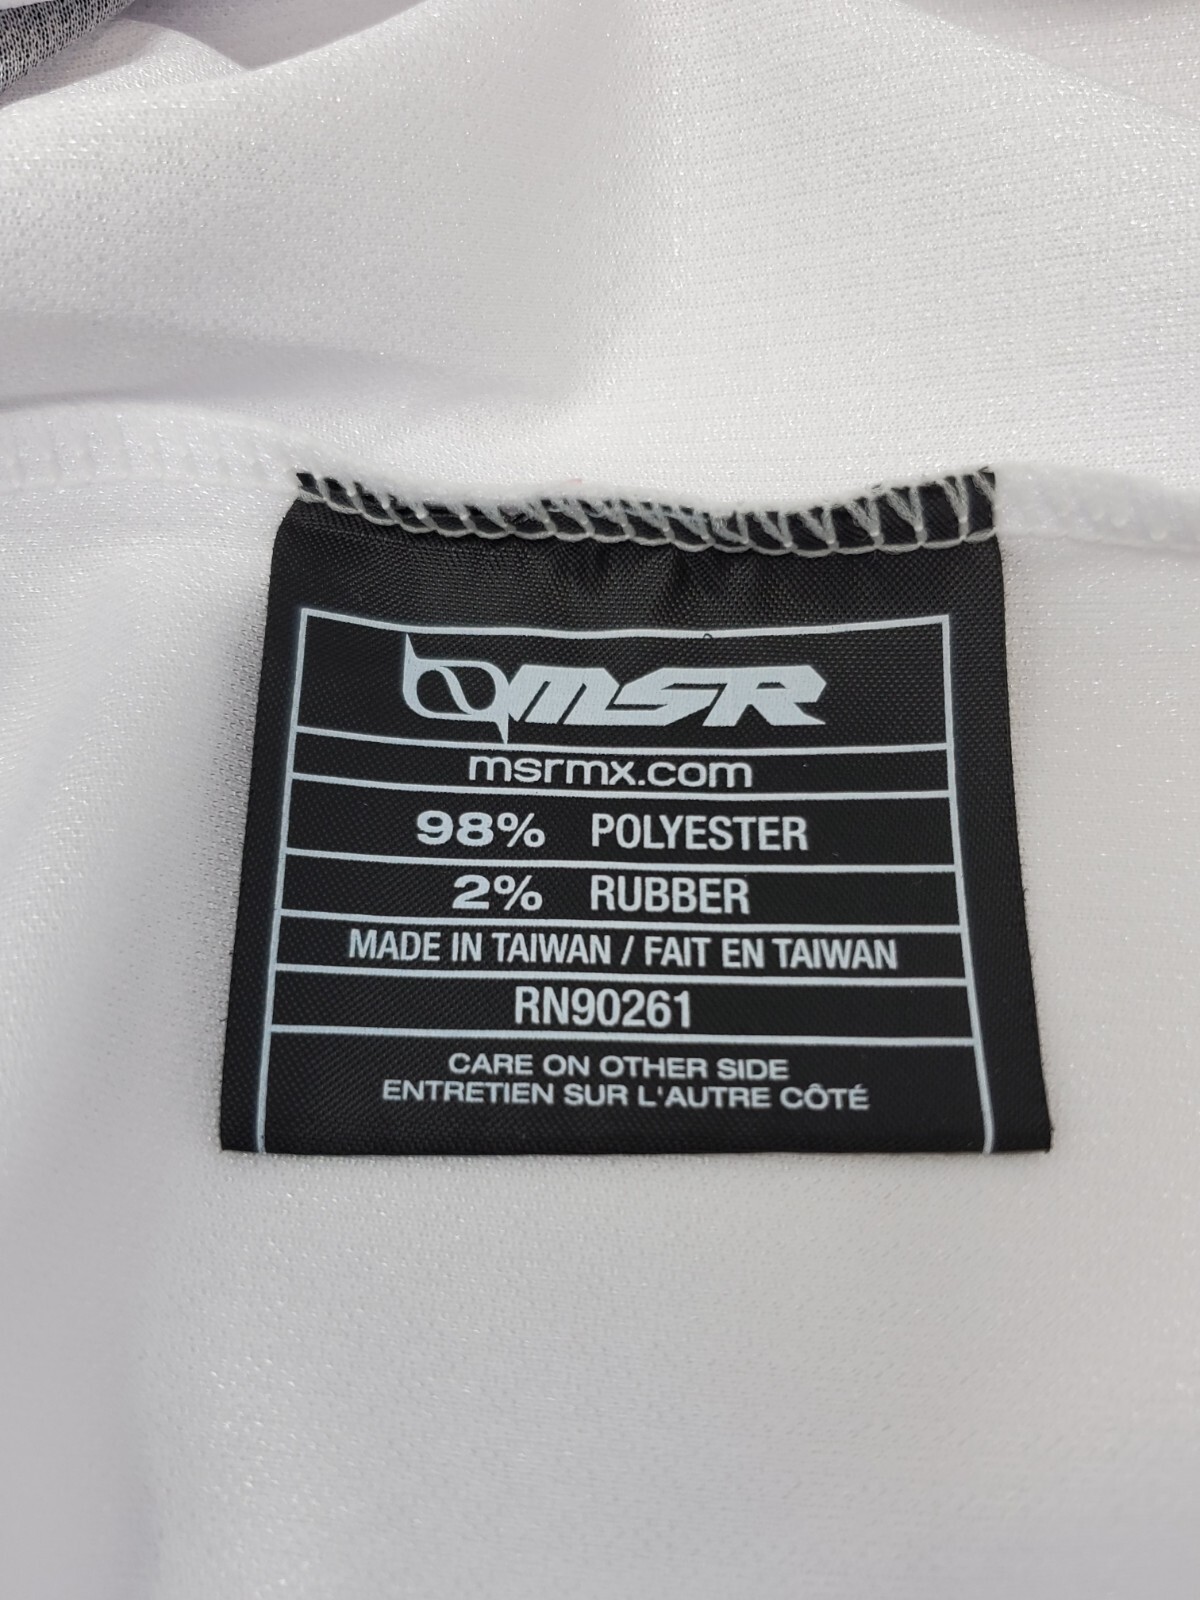 MSR
msrmx.com
98% POLYESTER
2% RUBBER
MADE IN TAIWAN / FAIT EN TAIWAN
RN90261
CARE ON OTHER SIDE
ENTRETIEN SUR L'AUTRE CÔTÉ